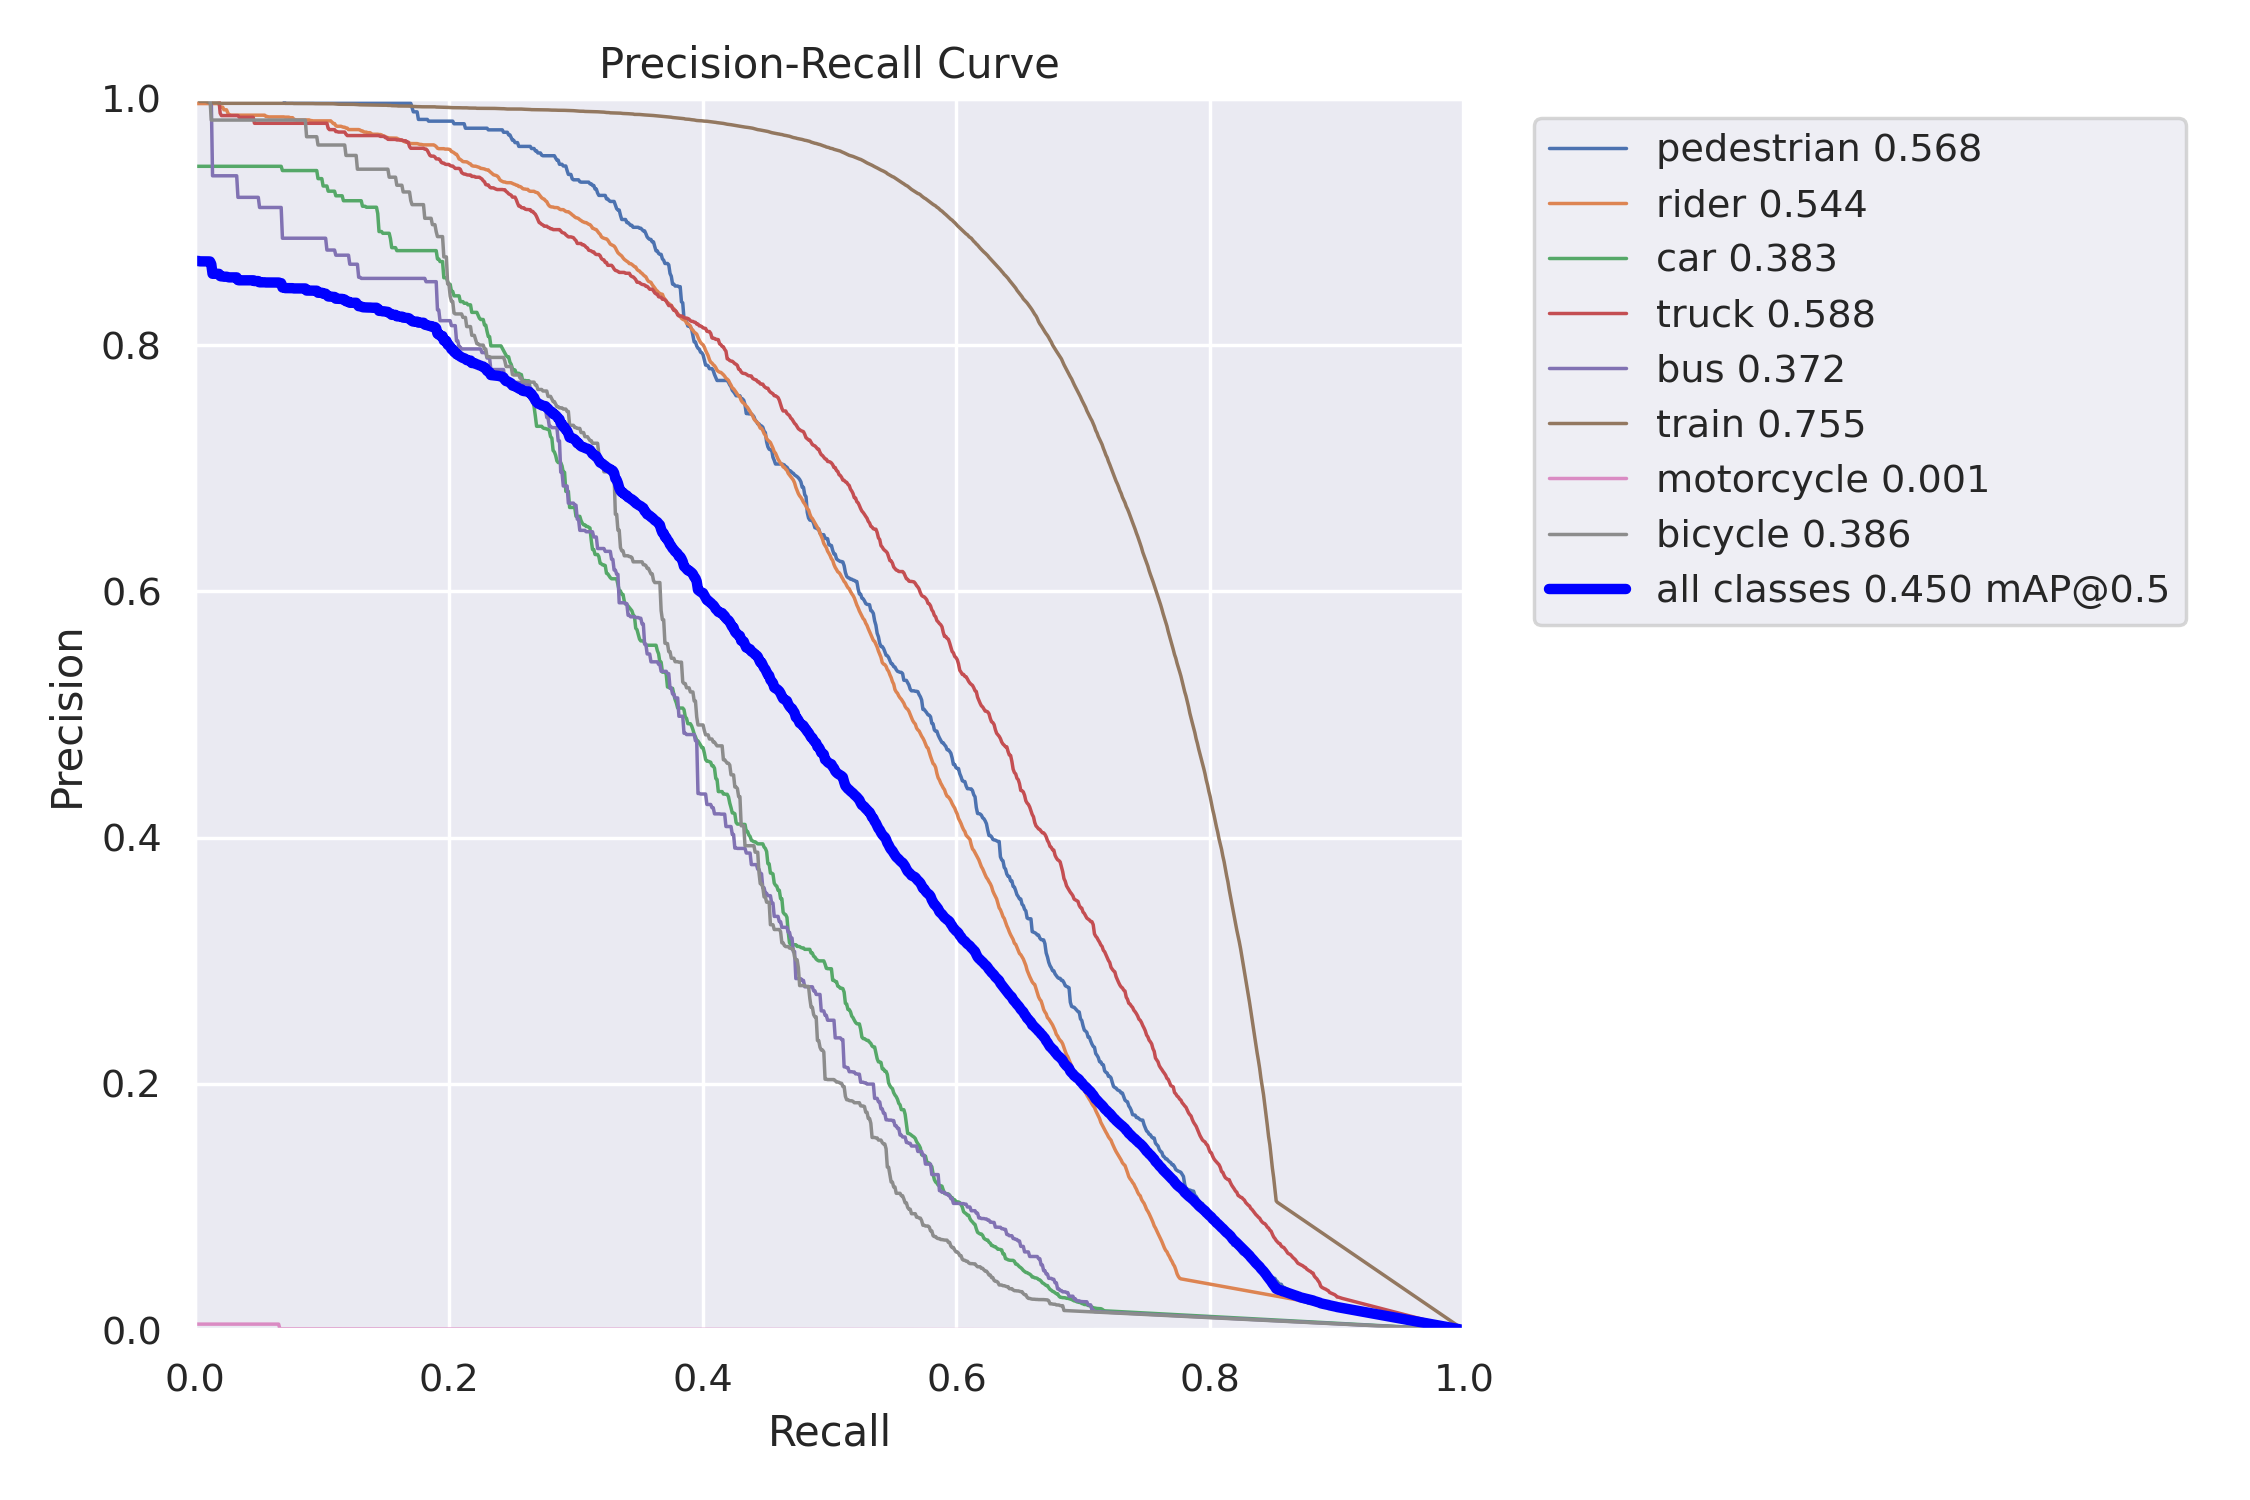 Precision-Recall Curve
1.0
0.8
0.6
0.4
0.2
0.0
Precision
0.0 0.2 0.4 0.6 0.8 1.0
Recall
pedestrian 0.568
rider 0.544
car 0.383
truck 0.588
bus 0.372
train 0.755
motorcycle 0.001
bicycle 0.386
all classes 0.450 mAP@0.5